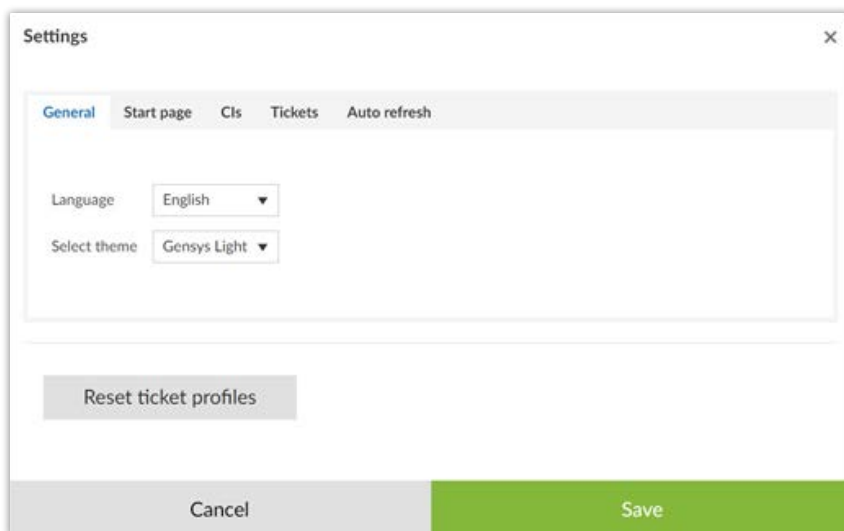 Settings
General Start page CIs Tickets Auto refresh
Language English
Select theme Gensys Light
Reset ticket profiles
Cancel Save